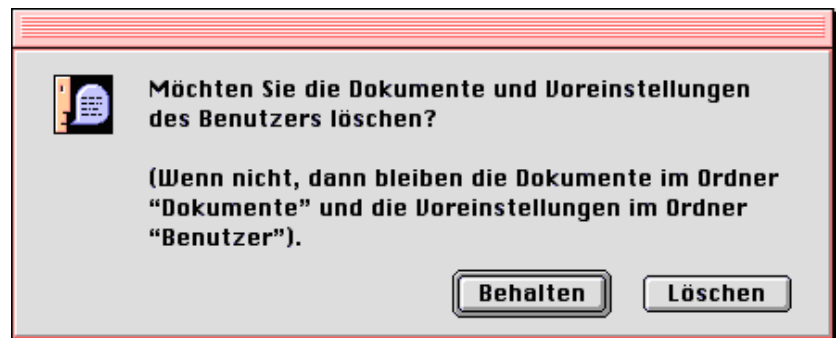 Möchten Sie die Dokumente und Voreinstellungen
des Benutzers löschen?
(Wenn nicht, dann bleiben die Dokumente im Ordner
“Dokumente” und die Voreinstellungen im Ordner
“Benutzer”).
Behalten Löschen